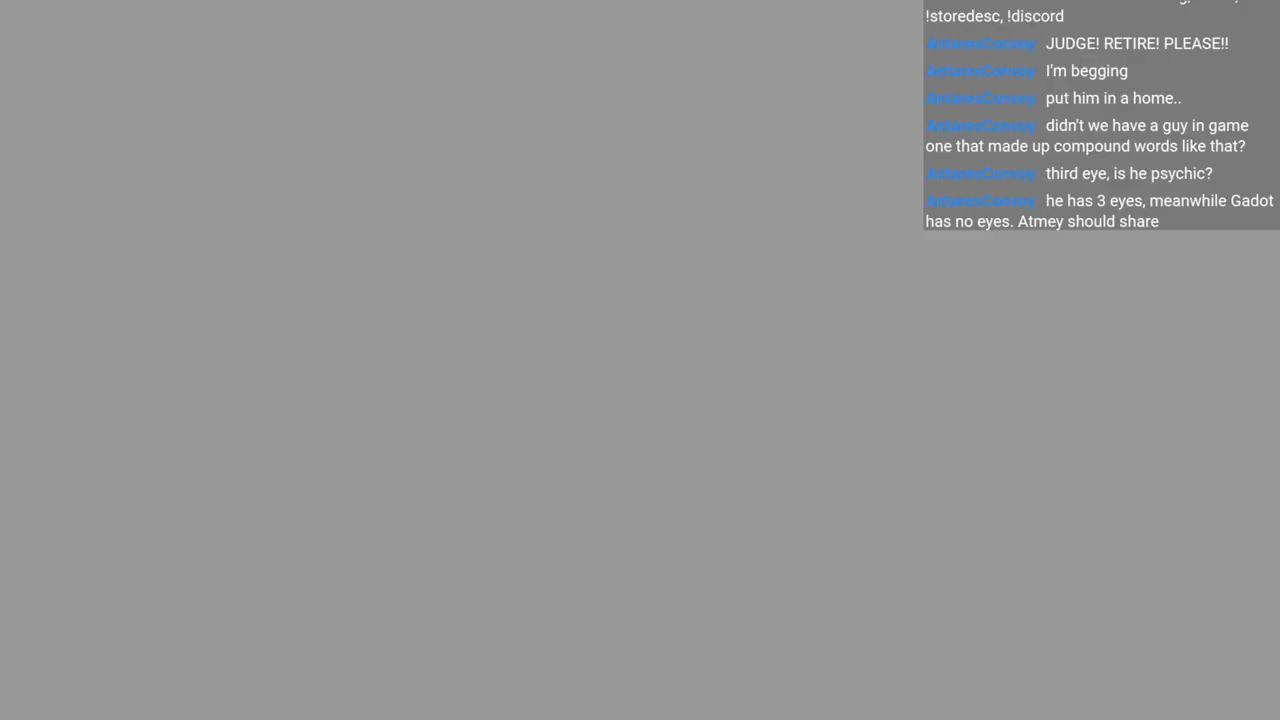 !storedesc, !discord
AntaresConvoy JUDGE! RETIRE! PLEASE!!
AntaresConvoy I'm begging
AntaresConvoy put him in a home..
AntaresConvoy didn't we have a guy in game
one that made up compound words like that?
AntaresConvoy third eye, is he psychic?
AntaresConvoy he has 3 eyes, meanwhile Gadot
has no eyes. Atmey should share